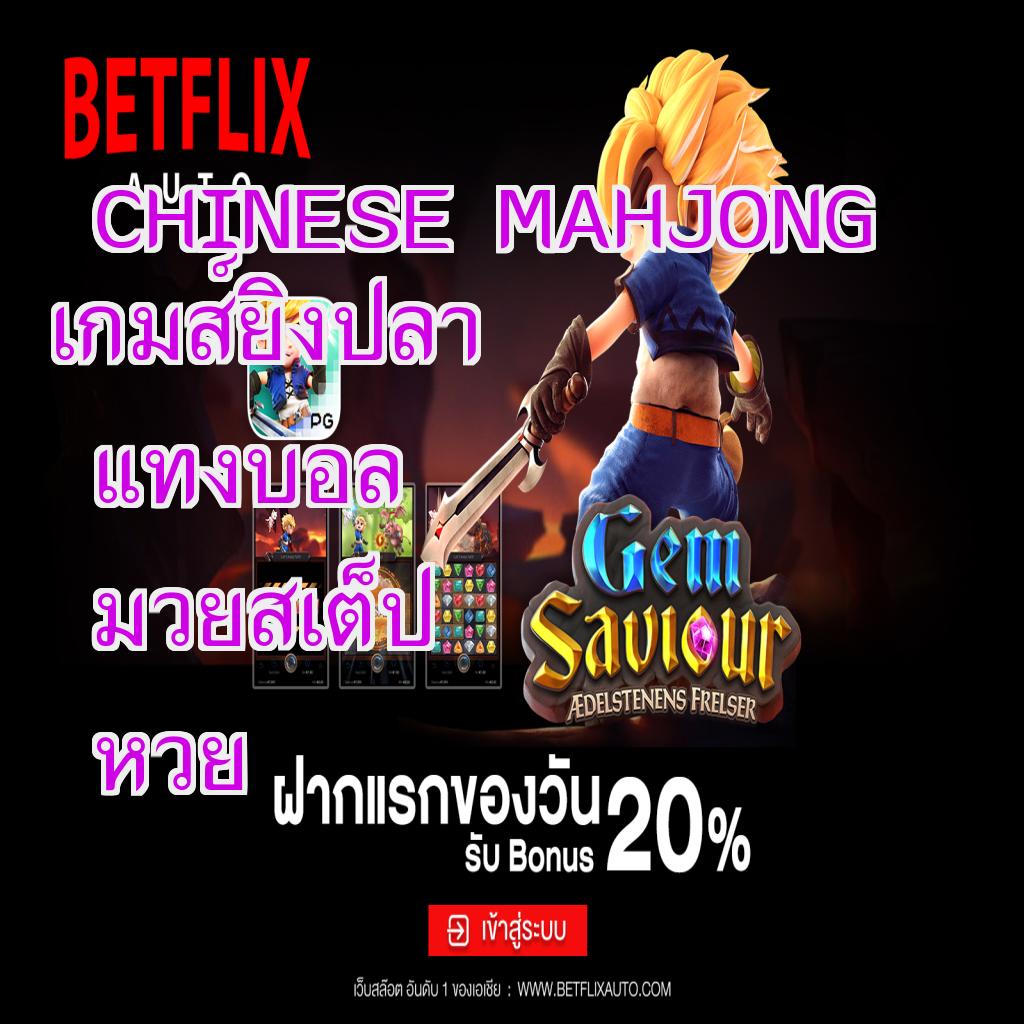 BETFLIX
AUTO
CHINESE MAHJONG
เกมส์ยิงปลา
PG
แทงบอล
มวยสเต็ป
หวย
Gem
Saviour
ÆDELSTENENS FRELSER
ฝากแรกของวัน
รับ Bonus 20%
เข้าสู่ระบบ
เว็บสล๊อต อันดับ 1 ของเอเชีย : WWW.BETFLIXAUTO.COM